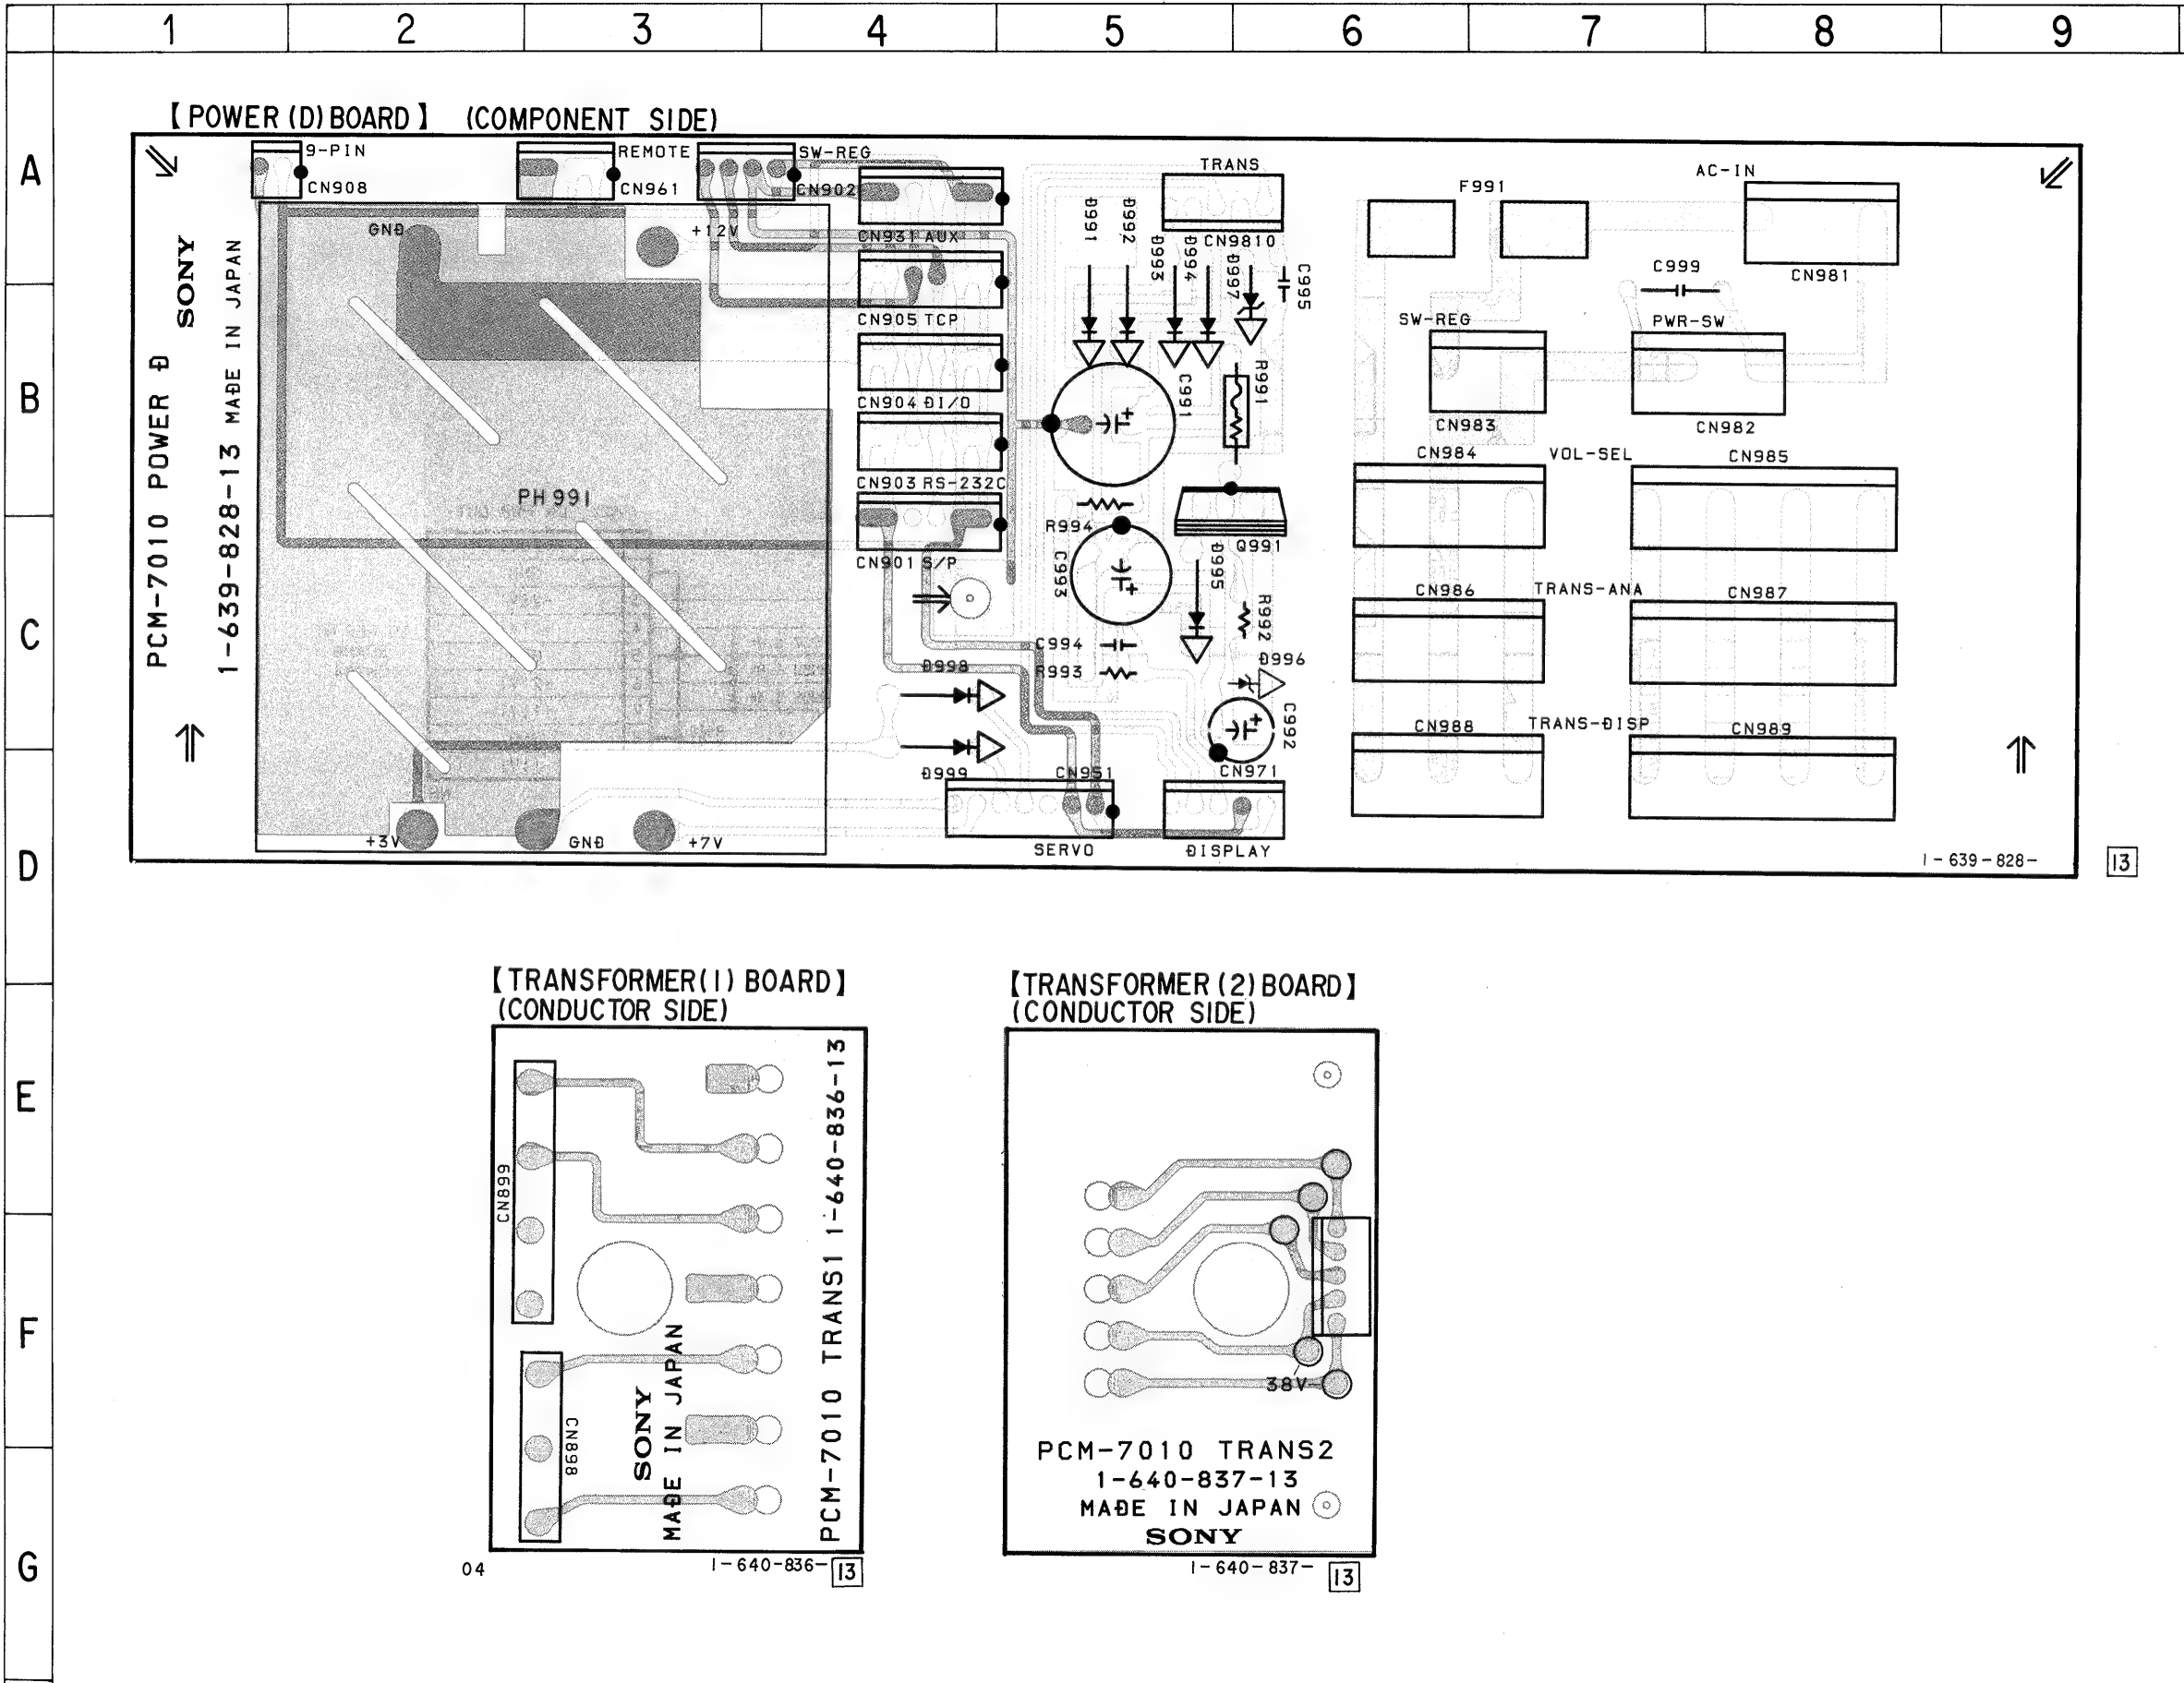 1 2 3 4 5 6 7 8 9
A
B
C
D
E
F
G
【POWER (D) BOARD】 (COMPONENT SIDE)
9-PIN
CN908
REMOTE
CN961
SW-REG
CN902
GND
+12V
SONY
MADE IN JAPAN
PCM-7010 POWER D
1-639-828-13
PH991
+3V
GND
+7V
CN931 AUX
CN905 TCP
CN904 DI/O
CN903 RS-232C
CN901 S/P
TRANS
CN9810
D991
D992
D993
D994
D997
C995
C991
R991
R994
C993
Q991
D995
R992
C994
R993
D996
C992
D998
D999
CN951
SERVO
CN971
DISPLAY
F991
AC-IN
CN981
C999
SW-REG
CN983
PWR-SW
CN982
CN984 VOL-SEL CN985
CN986 TRANS-ANA CN987
CN988 TRANS-DISP CN989
1-639-828- 13
【TRANSFORMER(1) BOARD】
(CONDUCTOR SIDE)
CN899
CN898
SONY
MADE IN JAPAN
PCM-7010 TRANS1 1-640-836-13
04
1-640-836- 13
【TRANSFORMER (2) BOARD】
(CONDUCTOR SIDE)
38V
PCM-7010 TRANS2
1-640-837-13
MADE IN JAPAN
SONY
1-640-837- 13